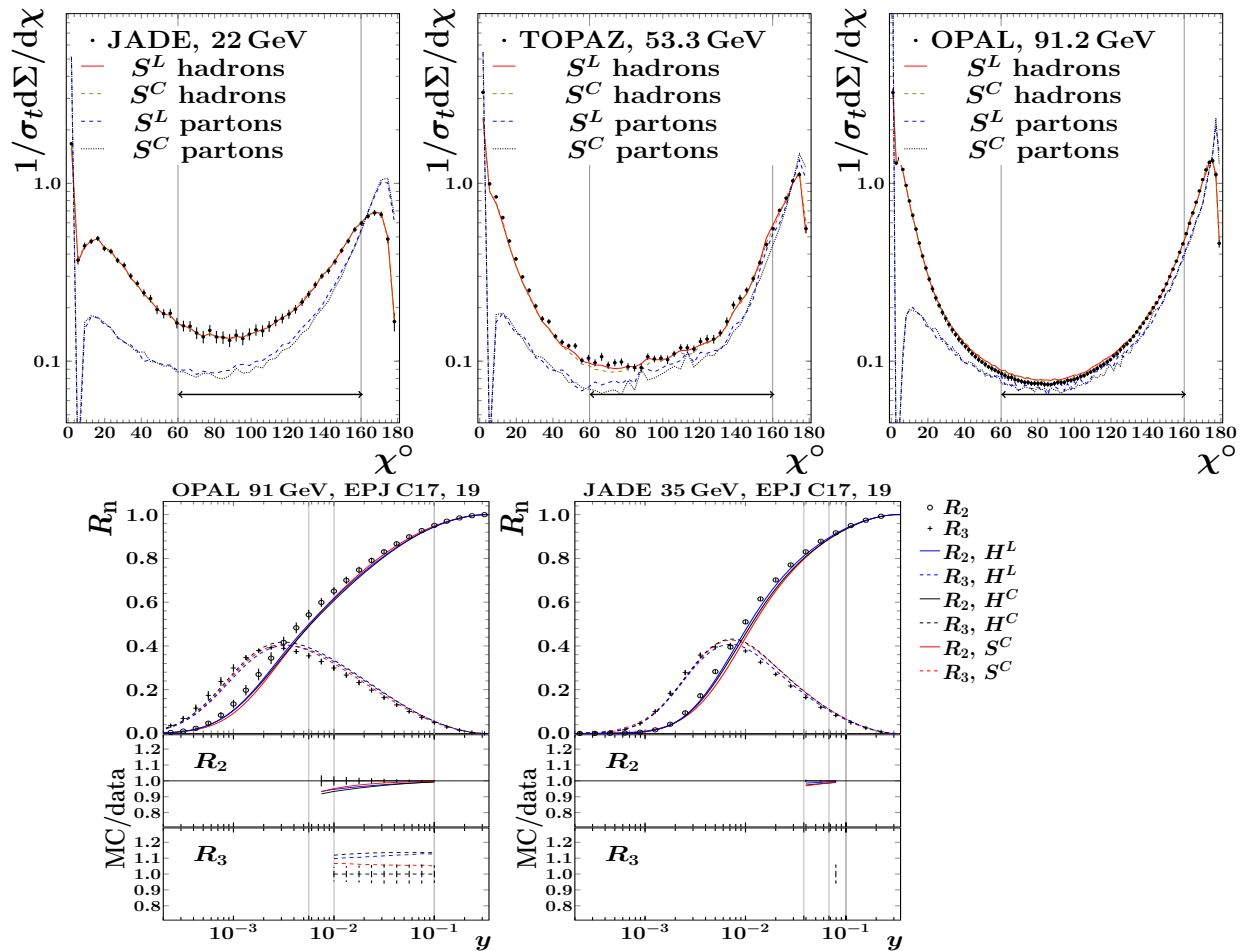 1/σ_t dΣ/dχ
· JADE, 22 GeV
S^L hadrons
S^C hadrons
S^L partons
S^C partons
1.0
0.1
0 20 40 60 80 100 120 140 160 180
χ°
1/σ_t dΣ/dχ
· TOPAZ, 53.3 GeV
S^L hadrons
S^C hadrons
S^L partons
S^C partons
1.0
0.1
0 20 40 60 80 100 120 140 160 180
χ°
1/σ_t dΣ/dχ
· OPAL, 91.2 GeV
S^L hadrons
S^C hadrons
S^L partons
S^C partons
1.0
0.1
0 20 40 60 80 100 120 140 160 180
χ°
OPAL 91 GeV, EPJ C17, 19
R_n
1.0
0.8
0.6
0.4
0.2
0.0
MC/data
R_2
1.2
1.1
1.0
0.9
0.8
R_3
1.2
1.1
1.0
0.9
0.8
10^−3 10^−2 10^−1
y
JADE 35 GeV, EPJ C17, 19
R_n
1.0
0.8
0.6
0.4
0.2
0.0
MC/data
R_2
1.2
1.1
1.0
0.9
0.8
R_3
1.2
1.1
1.0
0.9
0.8
10^−3 10^−2 10^−1
y
R_2
R_3
R_2, H^L
R_3, H^L
R_2, H^C
R_3, H^C
R_2, S^C
R_3, S^C